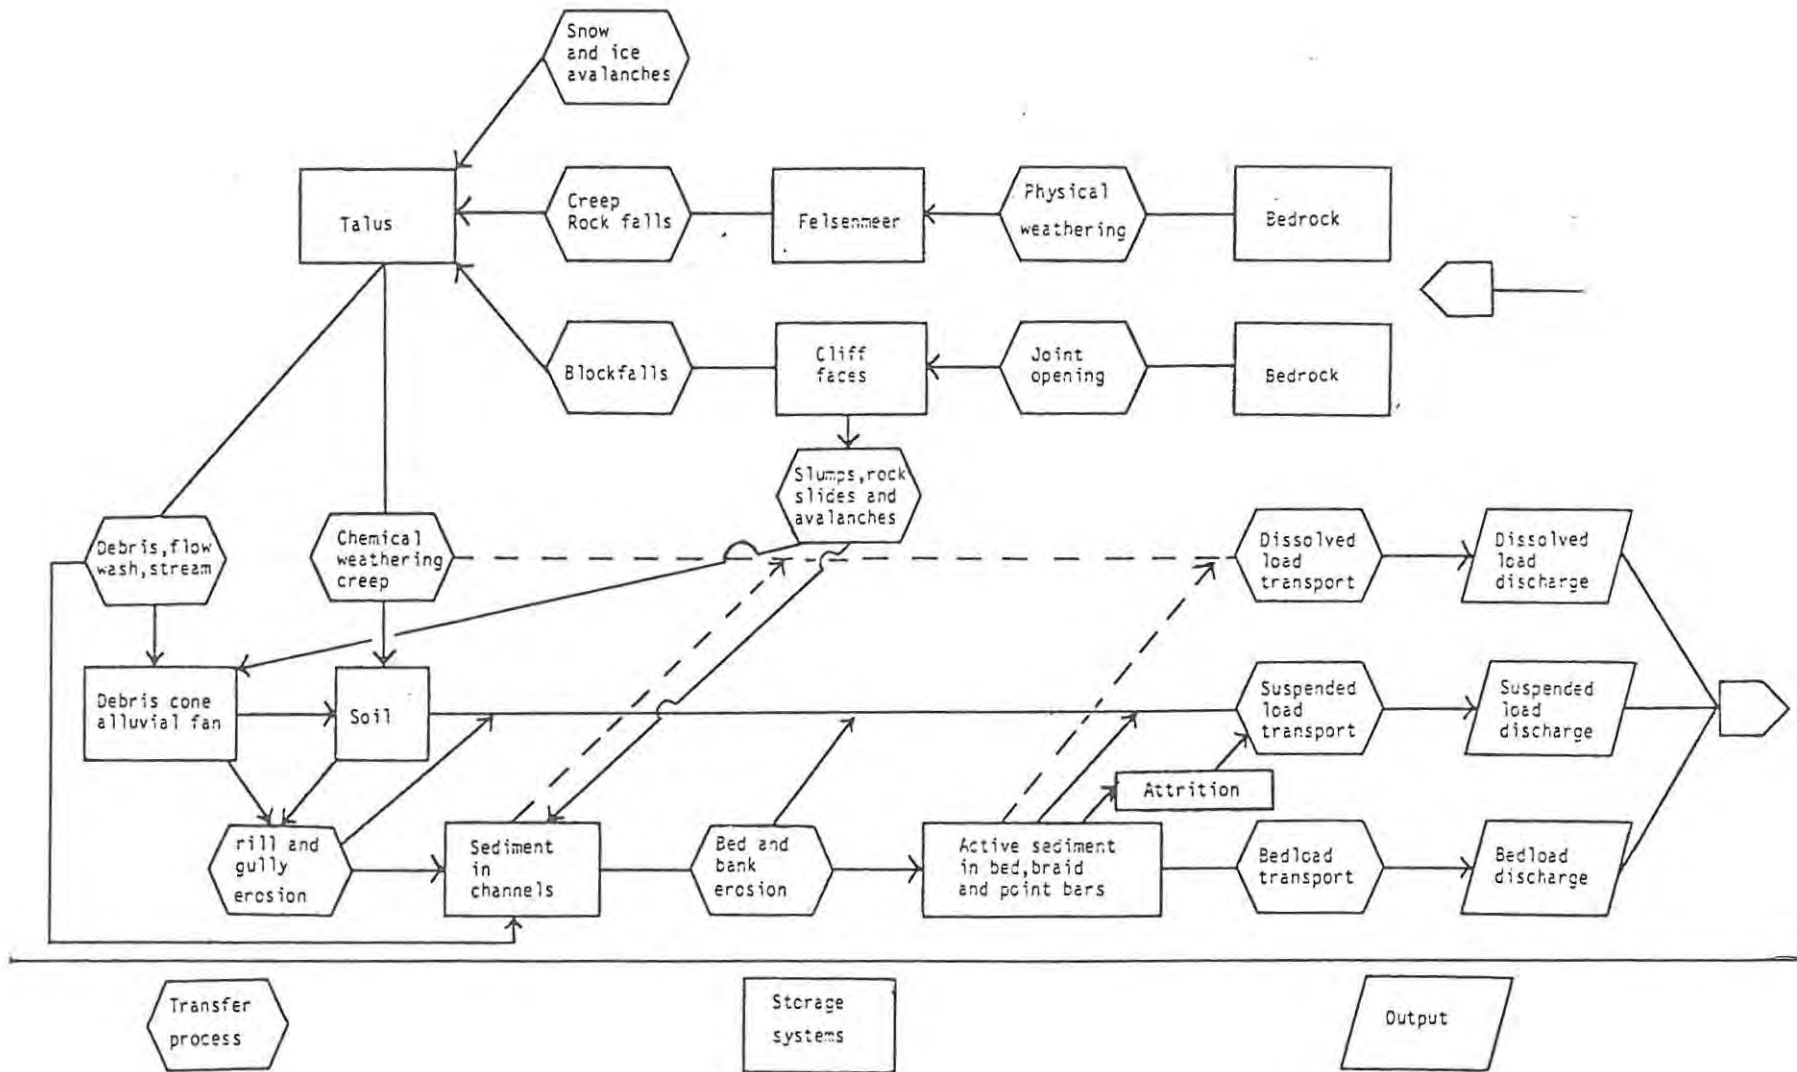 Snow
and ice
avalanches
Talus
Creep
Rock falls
Felsenmeer
Physical
weathering
Bedrock
Blockfalls
Cliff
faces
Joint
opening
Bedrock
Slumps,rock
slides and
avalanches
Debris,flow
wash,stream
Chemical
weathering
creep
Dissolved
load
transport
Dissolved
load
discharge
Debris cone
alluvial fan
Soil
Suspended
load
transport
Suspended
load
discharge
Attrition
rill and
gully
erosion
Sediment
in
channels
Bed and
bank
erosion
Active sediment
in bed,braid
and point bars
Bedload
transport
Bedload
discharge
Transfer
process
Storage
systems
Output